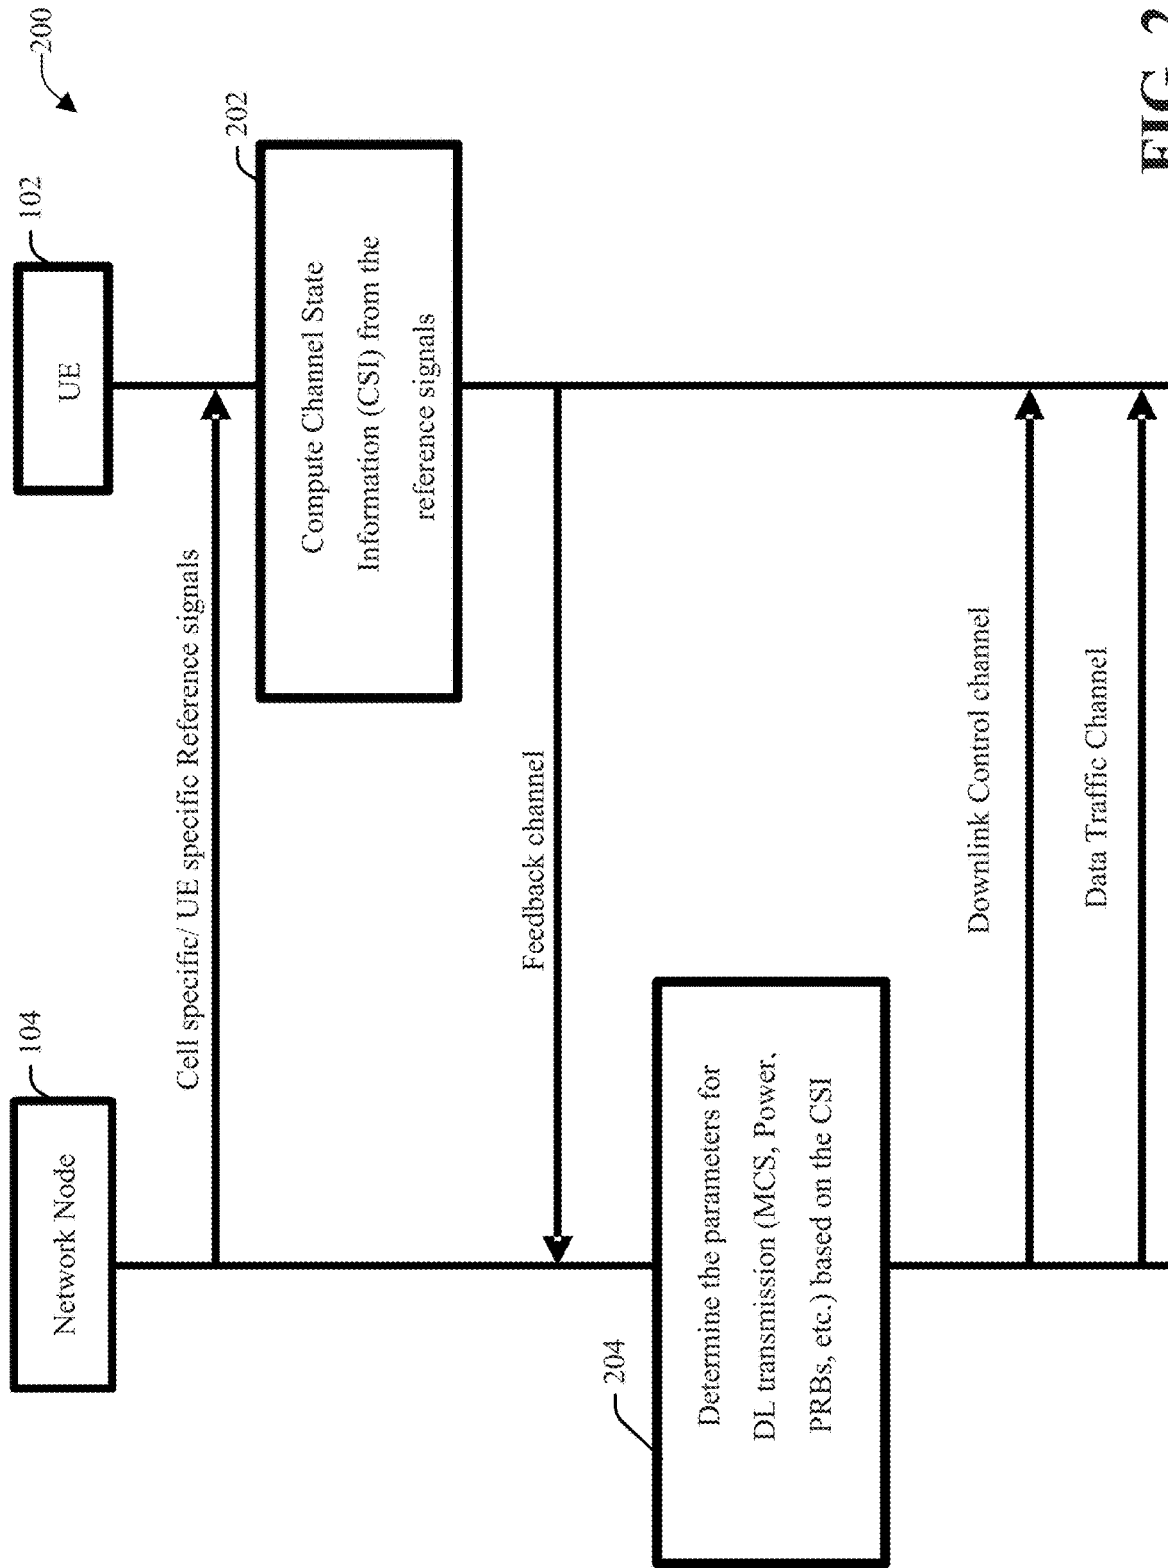 200
104
102
Network Node
UE
Cell specific/ UE specific Reference signals
202
Compute Channel State
Information (CSI) from the
reference signals
Feedback channel
204
Determine the parameters for
DL transmission (MCS, Power,
PRBs, etc.) based on the CSI
Downlink Control channel
Data Traffic Channel
FIG. 2